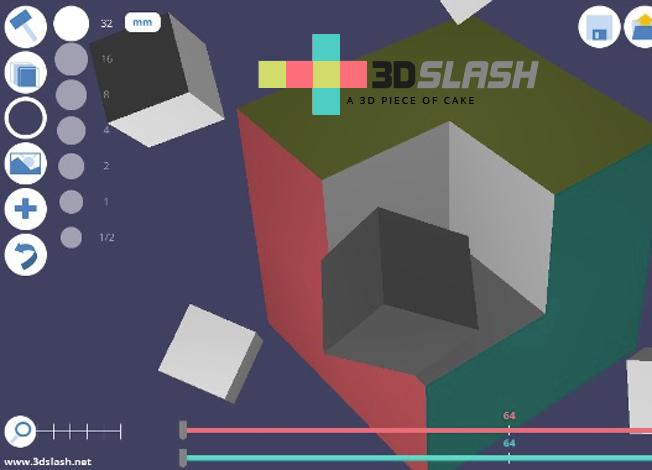 32
mm
16
8
4
2
1
1/2
3DSLASH
A 3D PIECE OF CAKE
64
64
www.3dslash.net